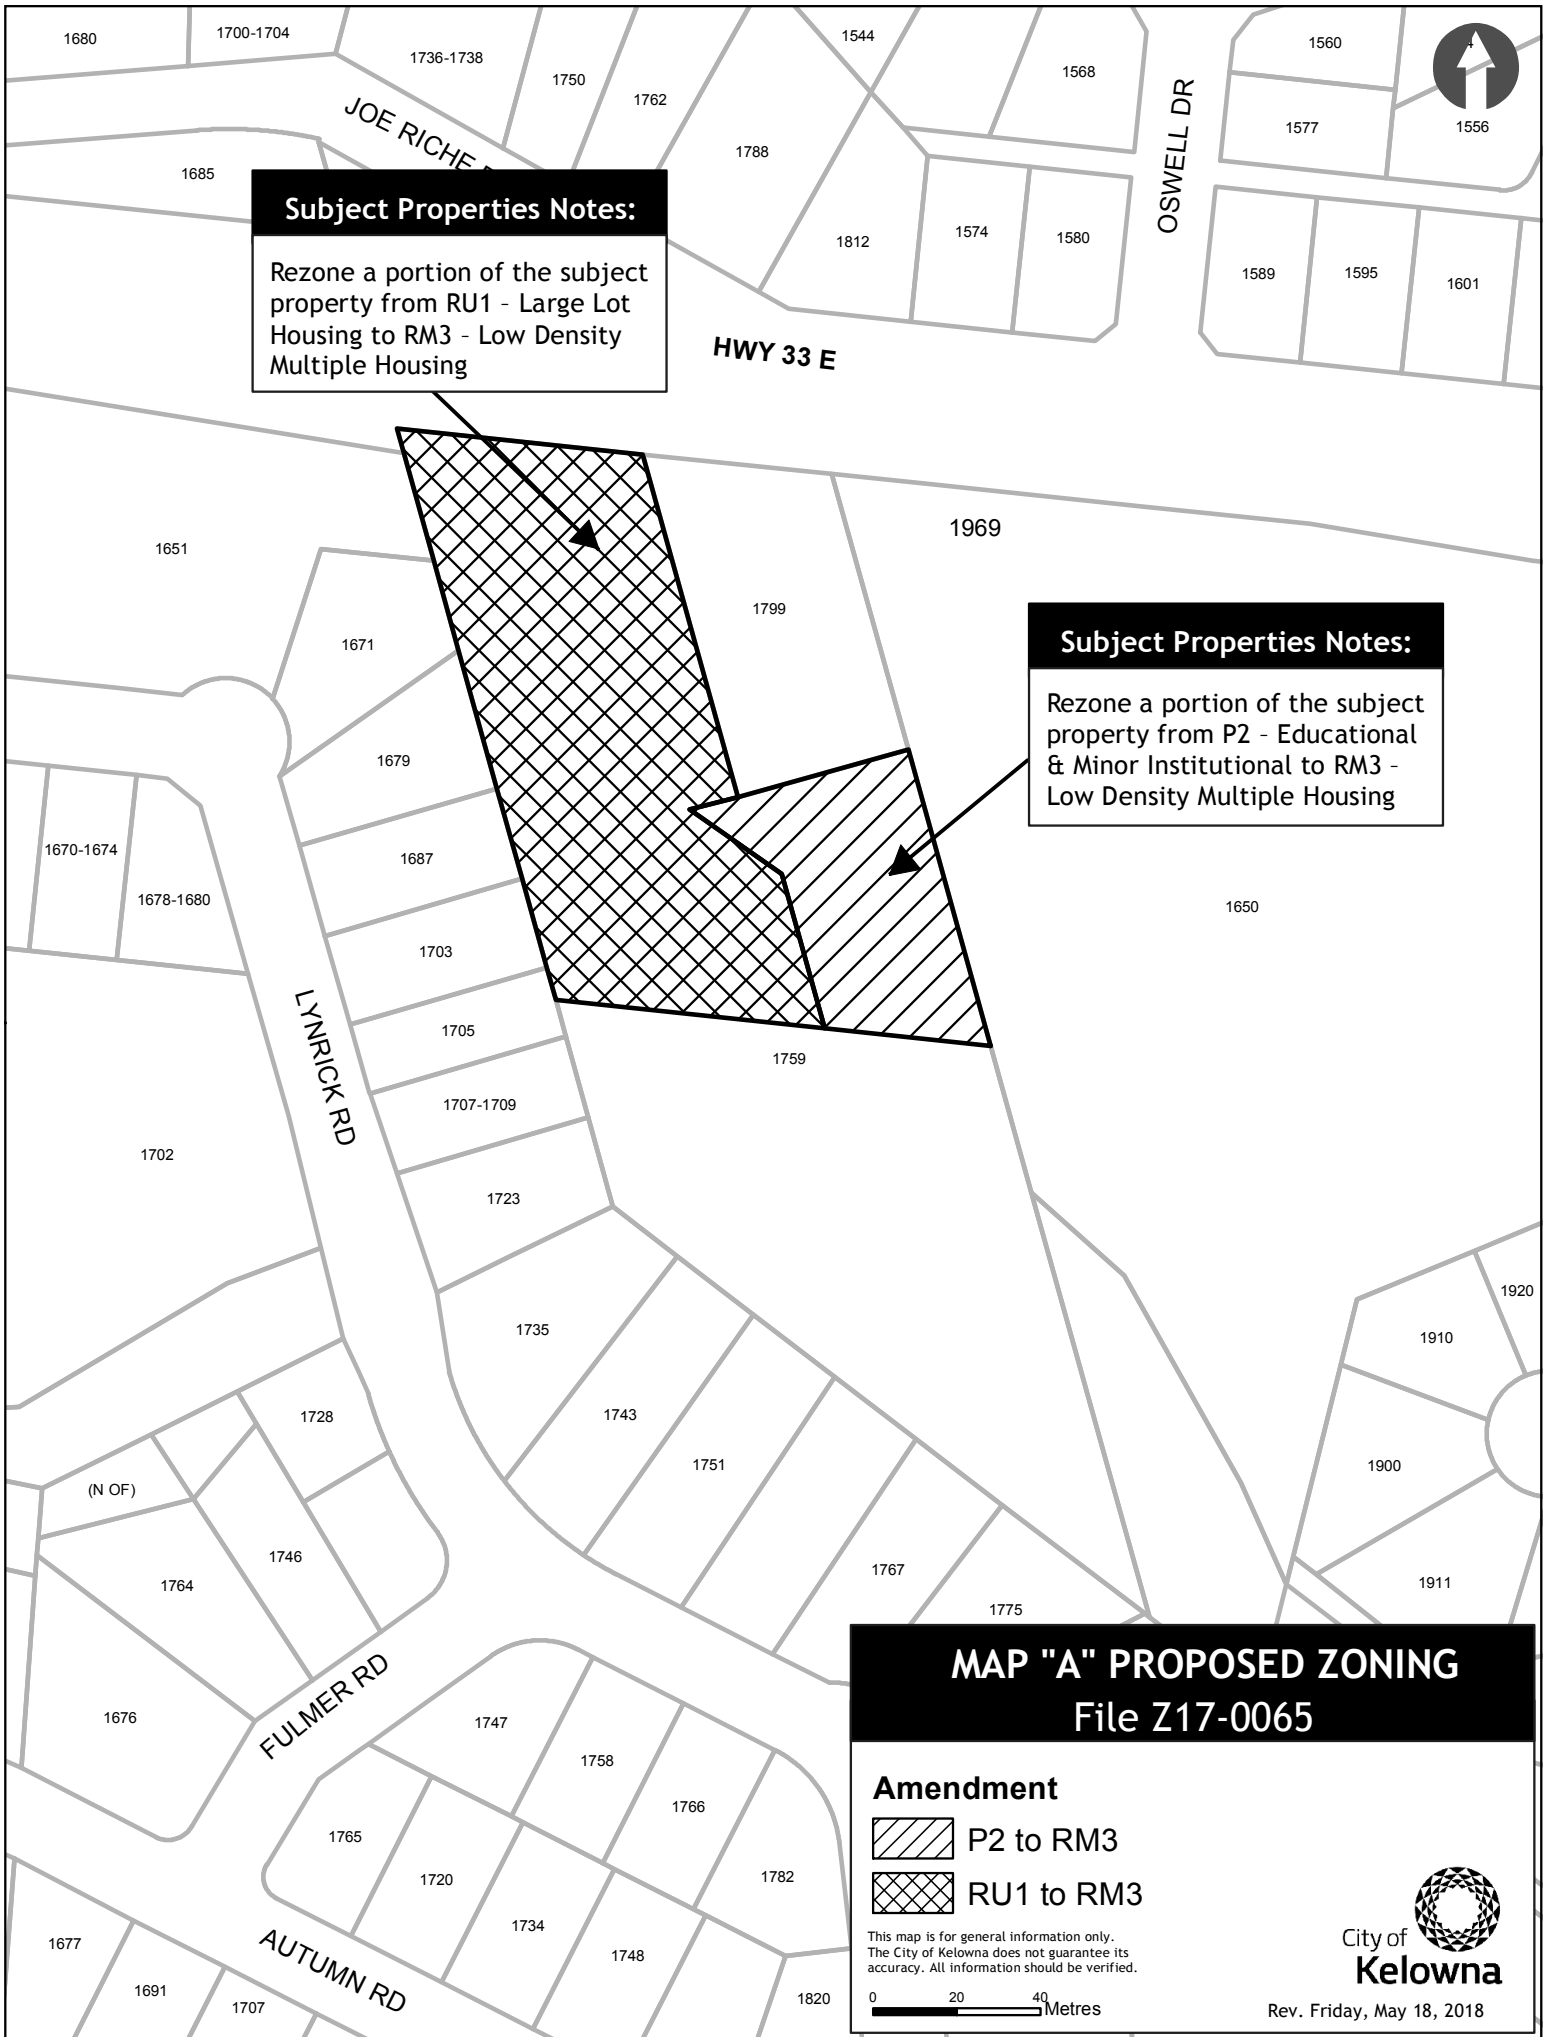 1680
1700-1704
1736-1738
1750
1762
1544
1568
1560
1577
1556
JOE RICHE
1685
1788
1812
1574
1580
OSWELL DR
1589
1595
1601
Subject Properties Notes:
Rezone a portion of the subject
property from RU1 - Large Lot
Housing to RM3 - Low Density
Multiple Housing
HWY 33 E
1651
1671
1679
1799
1969
Subject Properties Notes:
Rezone a portion of the subject
property from P2 - Educational
& Minor Institutional to RM3 -
Low Density Multiple Housing
1670-1674
1678-1680
1687
1703
1705
1707-1709
1723
1650
1759
LYNRICK RD
1702
1735
1743
1751
1767
1775
1920
1910
1900
1911
1728
(N OF)
1746
1764
1676
FULMER RD
1747
1758
1766
1782
1765
1720
1734
1748
1820
AUTUMN RD
1677
1691
1707
MAP "A" PROPOSED ZONING
File Z17-0065
Amendment
P2 to RM3
RU1 to RM3
This map is for general information only.
The City of Kelowna does not guarantee its
accuracy. All information should be verified.
0 20 40 Metres
City of
Kelowna
Rev. Friday, May 18, 2018